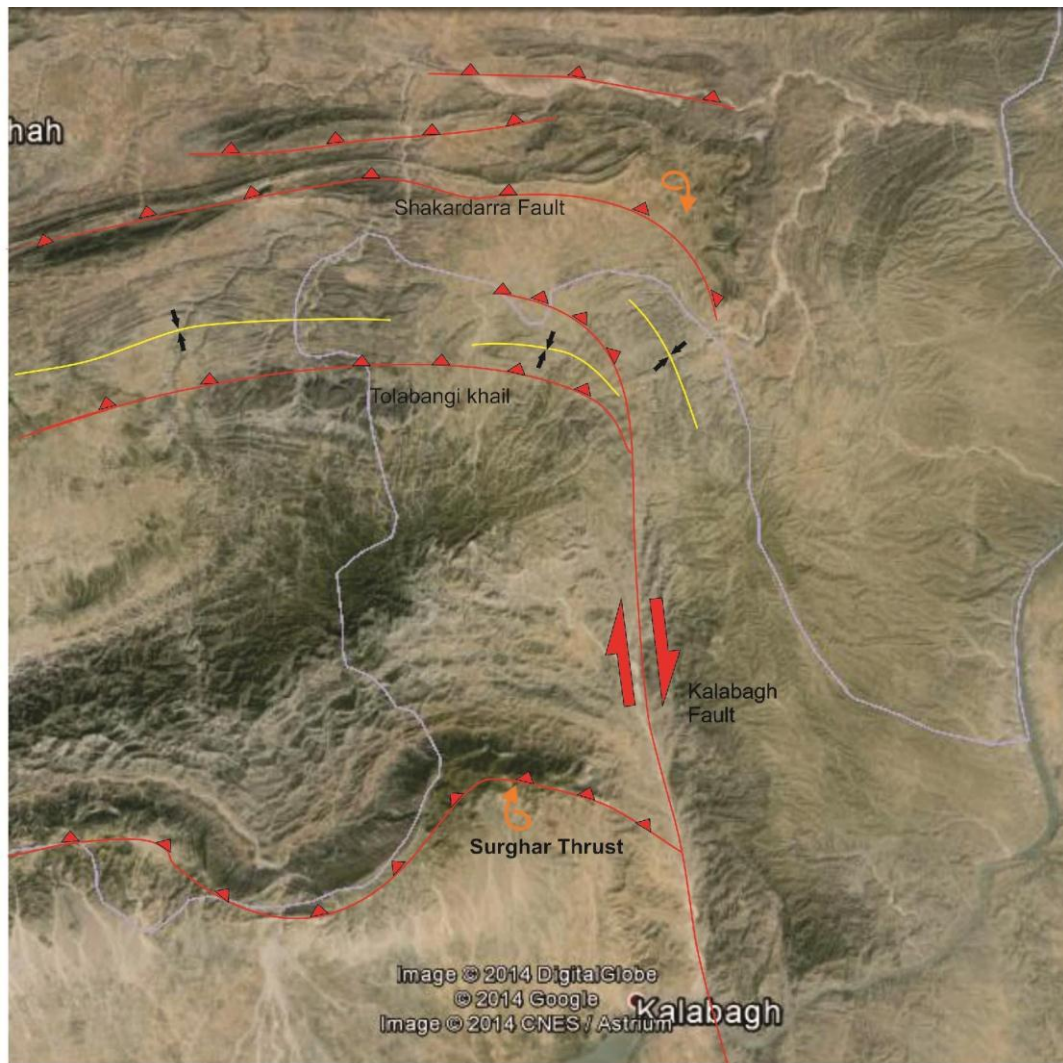 hah
Shakardarra Fault
Tolabangi khail
Kalabagh
Fault
Surghar Thrust
Image © 2014 DigitalGlobe
© 2014 Google
Image © 2014 CNES / Astrium
Kalabagh